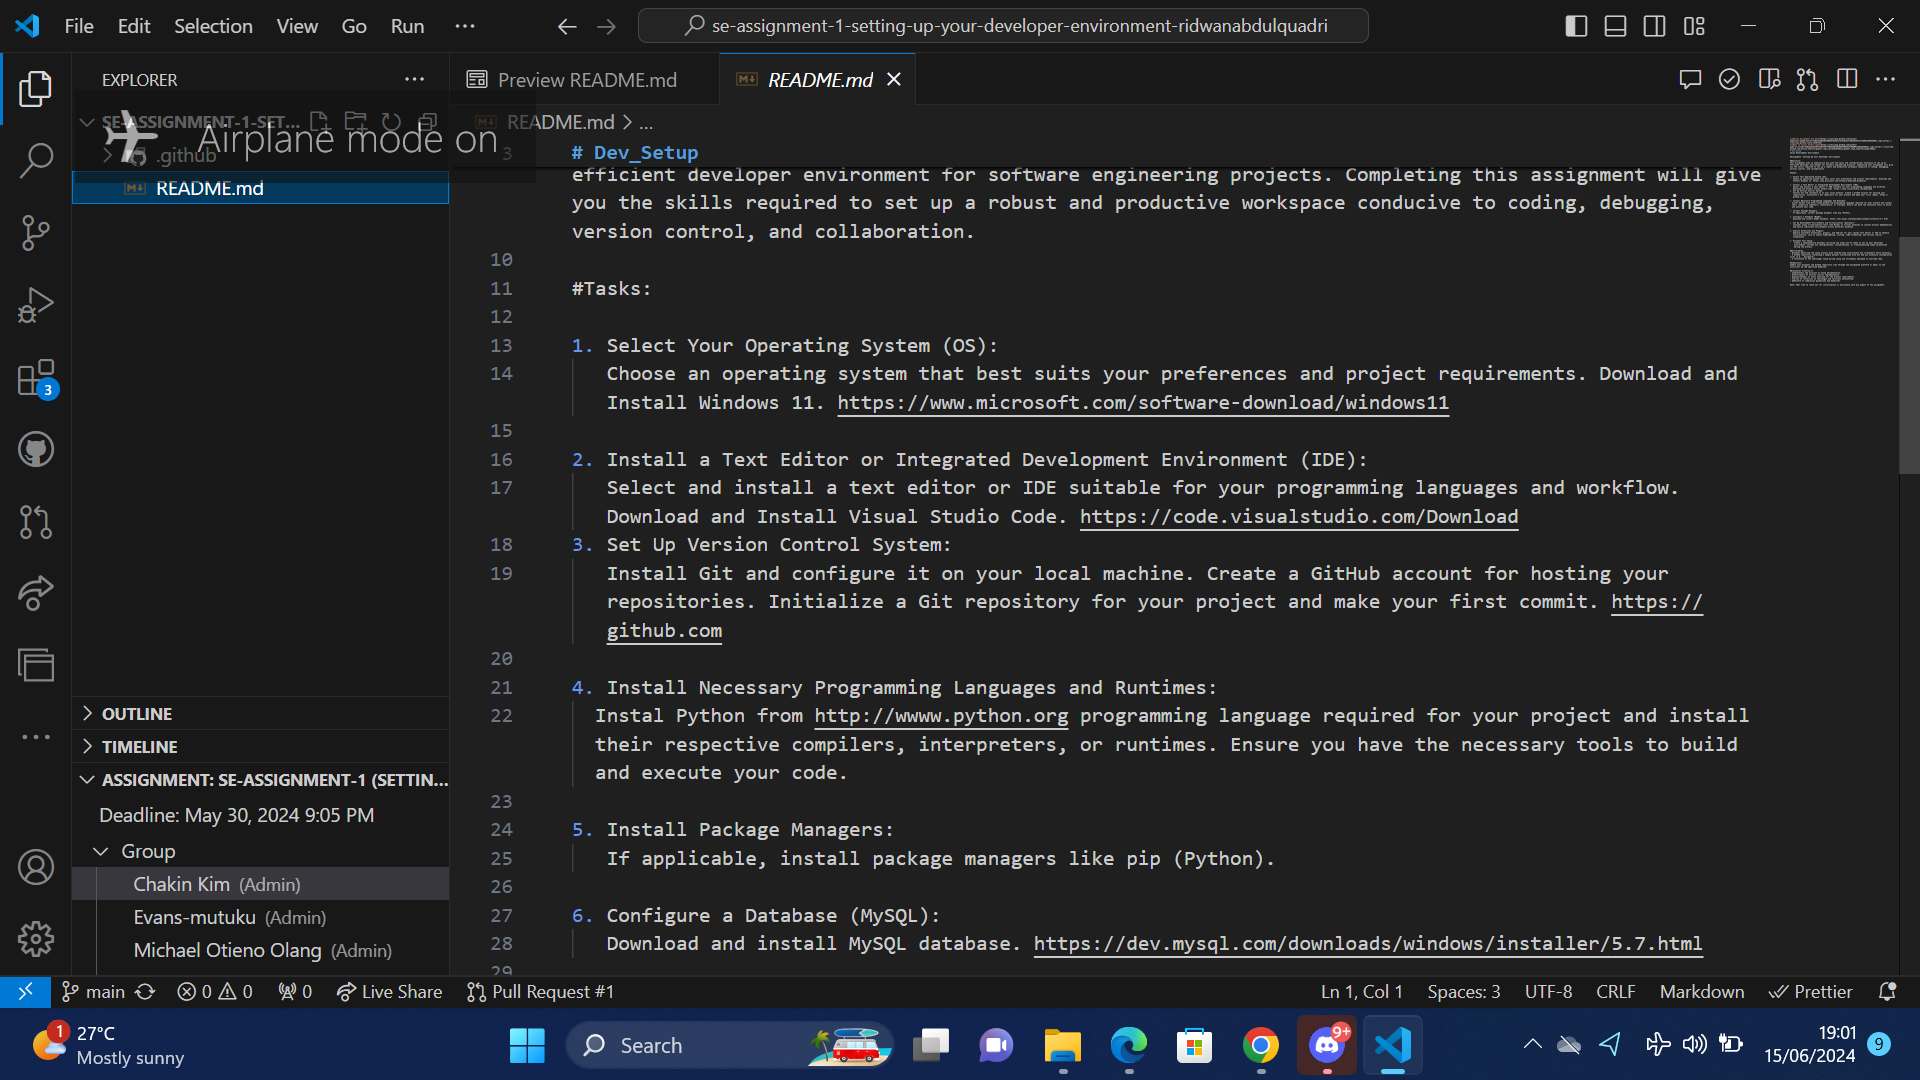 File Edit Selection View Go Run ···
se-assignment-1-setting-up-your-developer-environment-ridwanabdulquadri
EXPLORER
Preview README.md
README.md
SE-ASSIGNMENT-1-SET...
Airplane mode on
.github
README.md
README.md > ...
3 # Dev_Setup
efficient developer environment for software engineering projects. Completing this assignment will give
you the skills required to set up a robust and productive workspace conducive to coding, debugging,
version control, and collaboration.
10
11 #Tasks:
12
13 1. Select Your Operating System (OS):
14 Choose an operating system that best suits your preferences and project requirements. Download and
Install Windows 11. https://www.microsoft.com/software-download/windows11
15
16 2. Install a Text Editor or Integrated Development Environment (IDE):
17 Select and install a text editor or IDE suitable for your programming languages and workflow.
Download and Install Visual Studio Code. https://code.visualstudio.com/Download
18 3. Set Up Version Control System:
19 Install Git and configure it on your local machine. Create a GitHub account for hosting your
repositories. Initialize a Git repository for your project and make your first commit. https://
github.com
20
21 4. Install Necessary Programming Languages and Runtimes:
22 Instal Python from http://wwww.python.org programming language required for your project and install
their respective compilers, interpreters, or runtimes. Ensure you have the necessary tools to build
and execute your code.
23
24 5. Install Package Managers:
25 If applicable, install package managers like pip (Python).
26
27 6. Configure a Database (MySQL):
28 Download and install MySQL database. https://dev.mysql.com/downloads/windows/installer/5.7.html
29
3
OUTLINE
TIMELINE
ASSIGNMENT: SE-ASSIGNMENT-1 (SETTIN...
Deadline: May 30, 2024 9:05 PM
Group
Chakin Kim (Admin)
Evans-mutuku (Admin)
Michael Otieno Olang (Admin)
main 0 0 0 Live Share Pull Request #1
Ln 1, Col 1 Spaces: 3 UTF-8 CRLF Markdown Prettier
1
27°C
Mostly sunny
Search
9+
19:01
15/06/2024
9